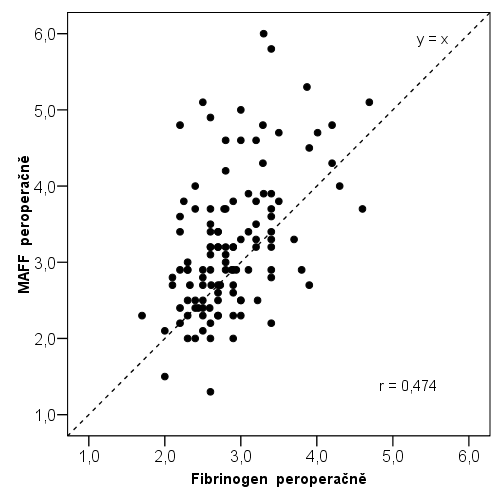 6,0
y = x
5,0
4,0
MAFF peroperačně
3,0
2,0
r = 0,474
1,0
1,0 2,0 3,0 4,0 5,0 6,0
Fibrinogen peroperačně